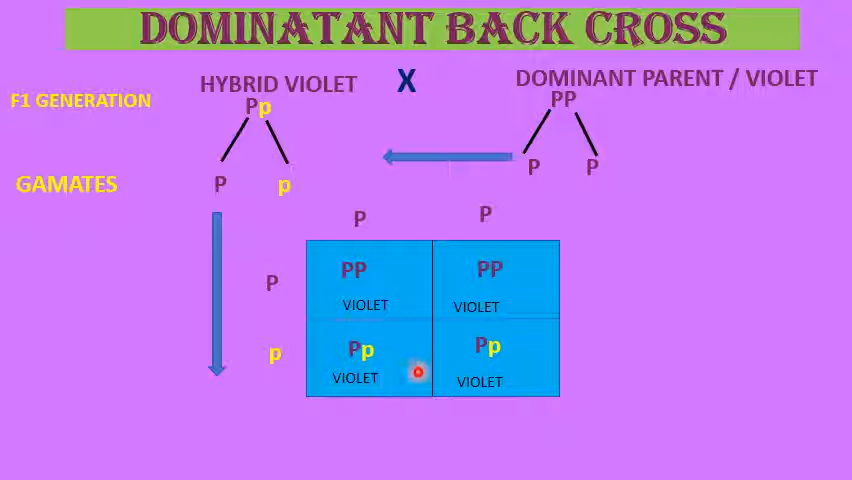 DOMINATANT BACK CROSS
HYBRID VIOLET X DOMINANT PARENT / VIOLET
F1 GENERATION Pp PP
GAMATES P p P P
P P
P PP PP
VIOLET VIOLET
p Pp Pp
VIOLET VIOLET